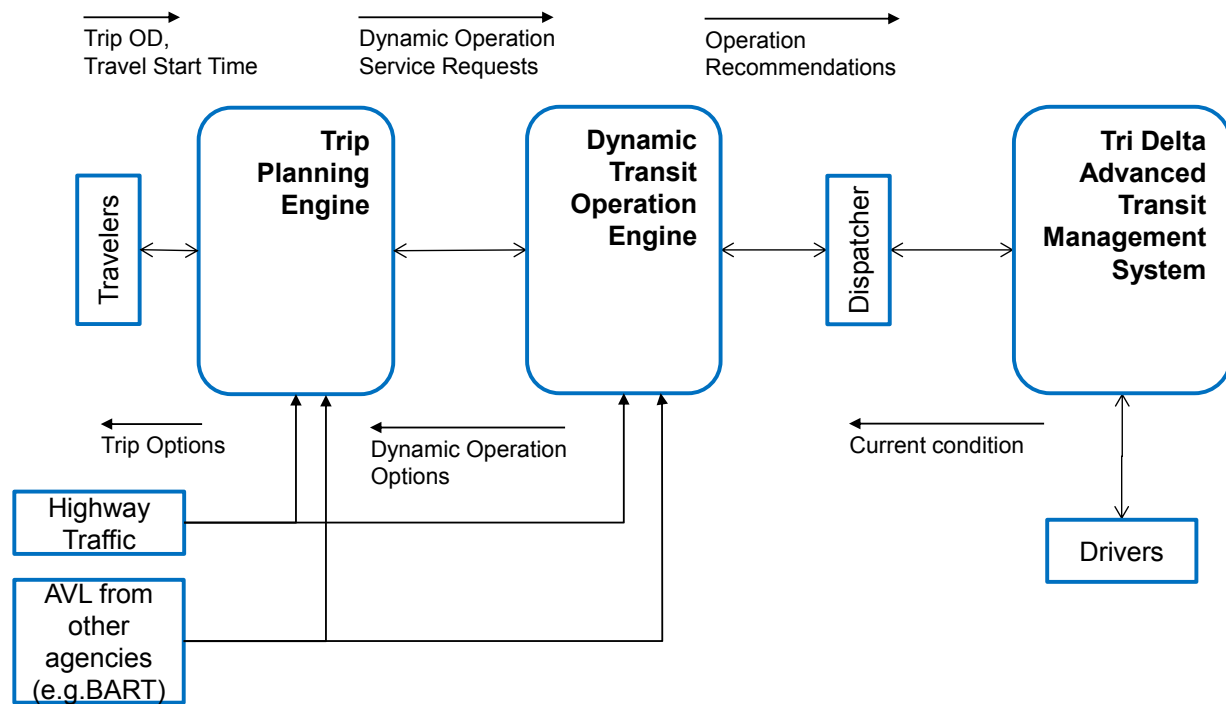 Trip OD,
Travel Start Time
Dynamic Operation
Service Requests
Operation
Recommendations
Travelers
Trip
Planning
Engine
Dynamic
Transit
Operation
Engine
Dispatcher
Tri Delta
Advanced
Transit
Management
System
Trip Options
Dynamic Operation
Options
Current condition
Highway
Traffic
AVL from
other
agencies
(e.g.BART)
Drivers